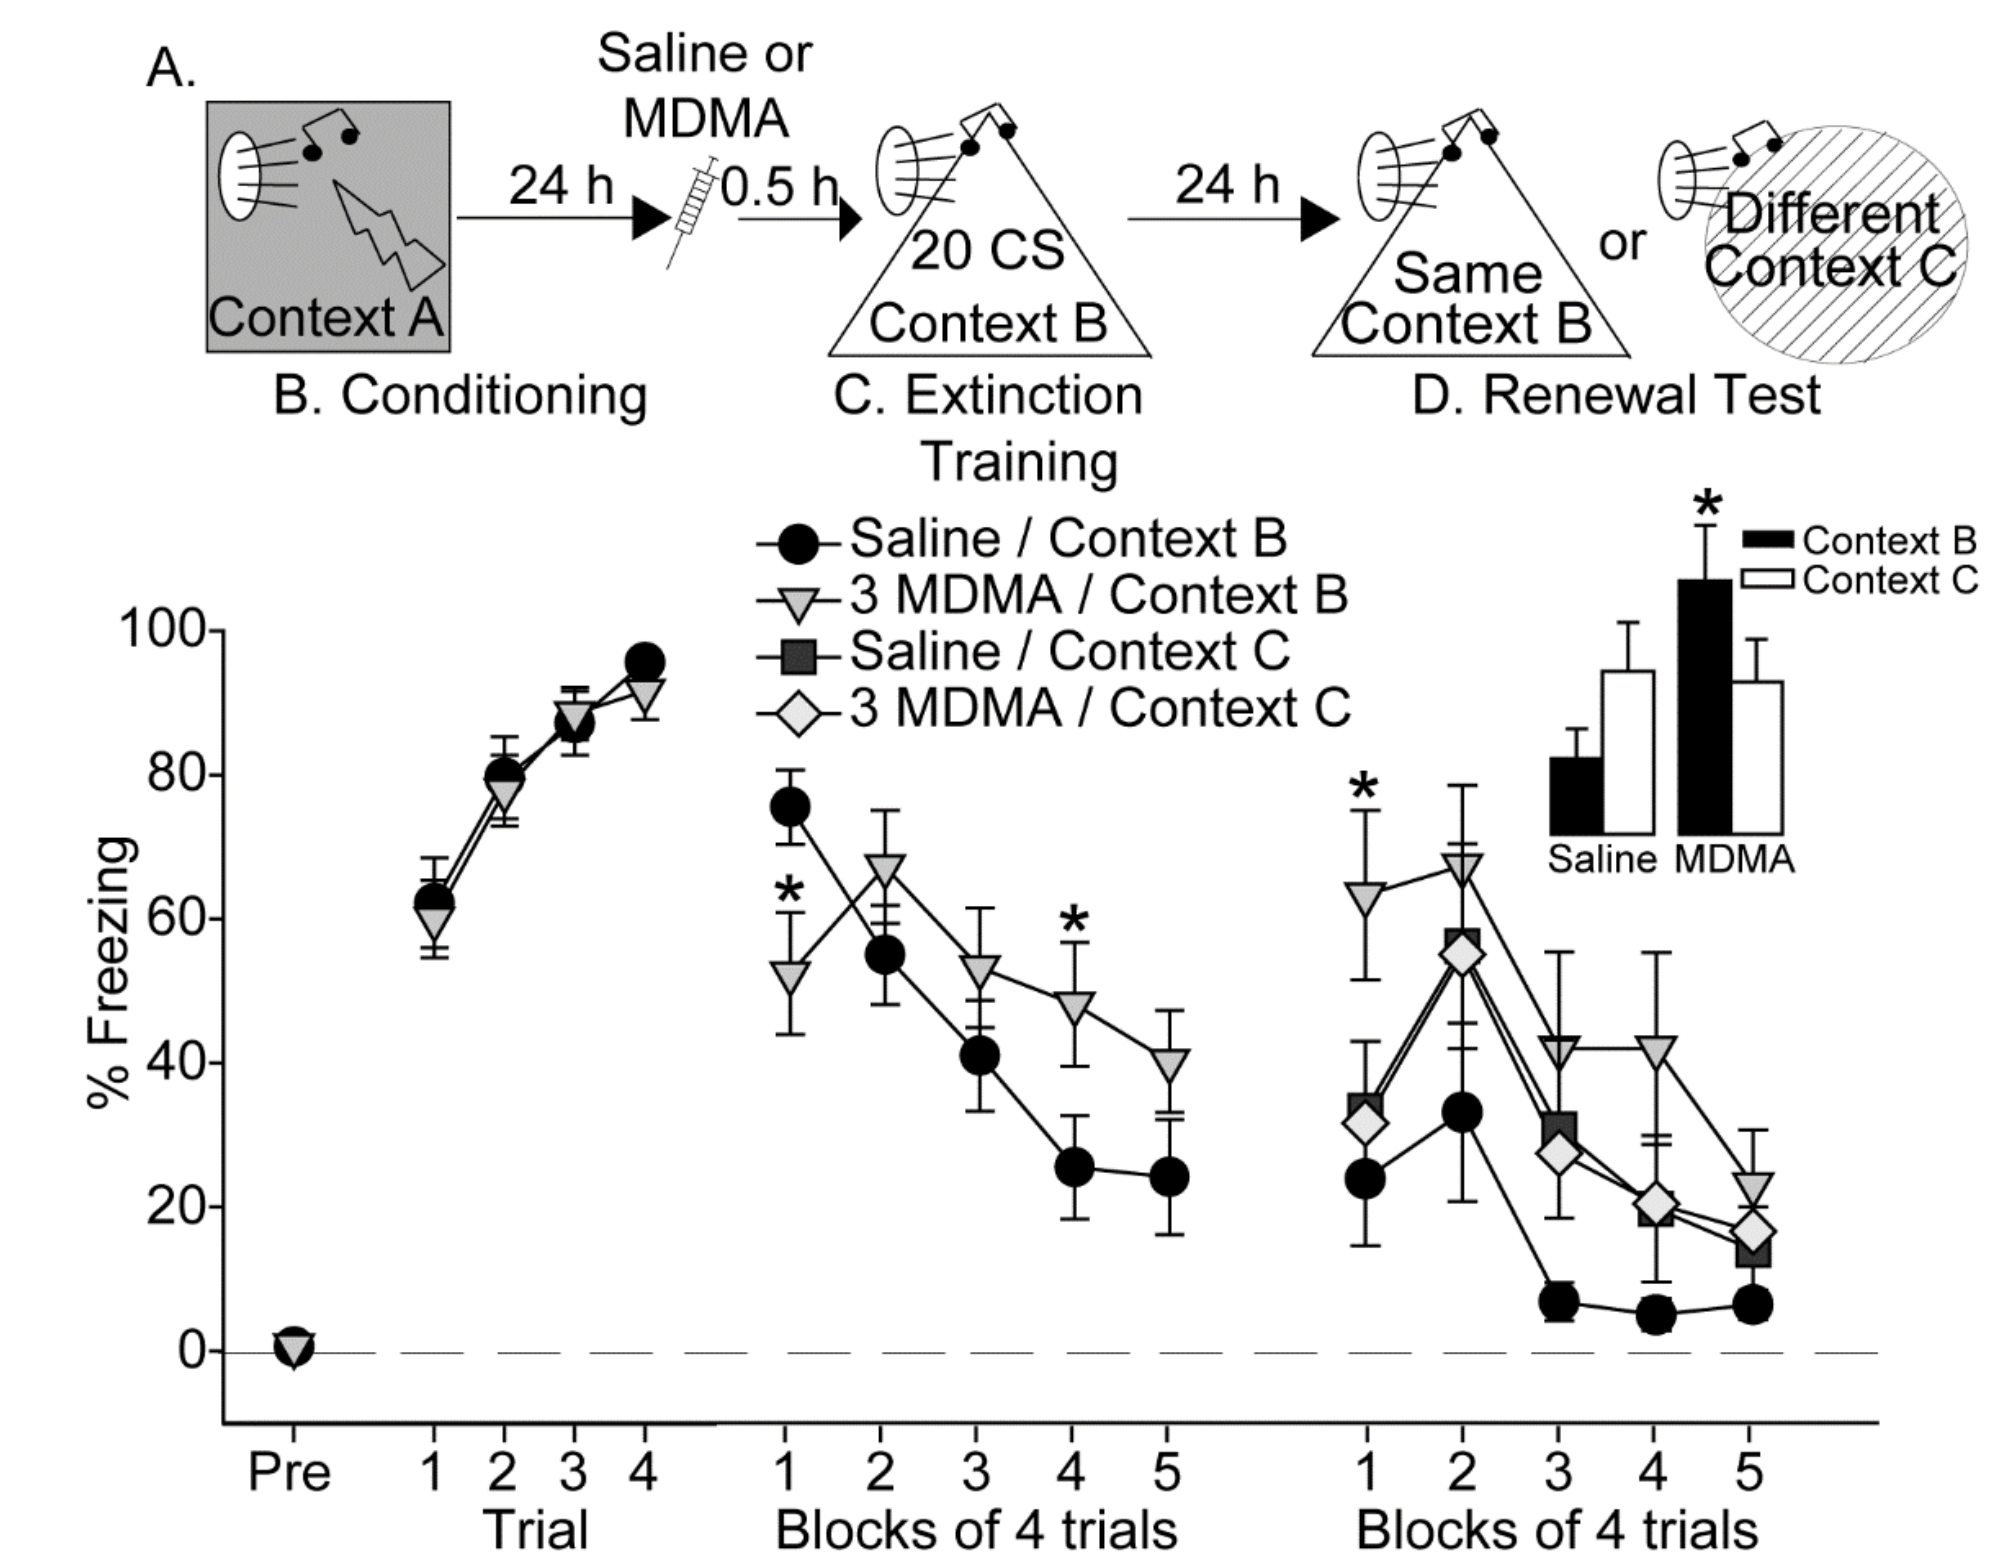 A.
Saline or
MDMA
24 h
0.5 h
24 h
Context A
20 CS
Context B
Same
Context B
or
Different
Context C
B. Conditioning
C. Extinction
Training
D. Renewal Test
Saline / Context B
3 MDMA / Context B
Saline / Context C
3 MDMA / Context C
*
Context B
Context C
Saline MDMA
% Freezing
100
80
60
40
20
0
*
*
*
Pre 1 2 3 4 1 2 3 4 5 1 2 3 4 5
Trial Blocks of 4 trials Blocks of 4 trials